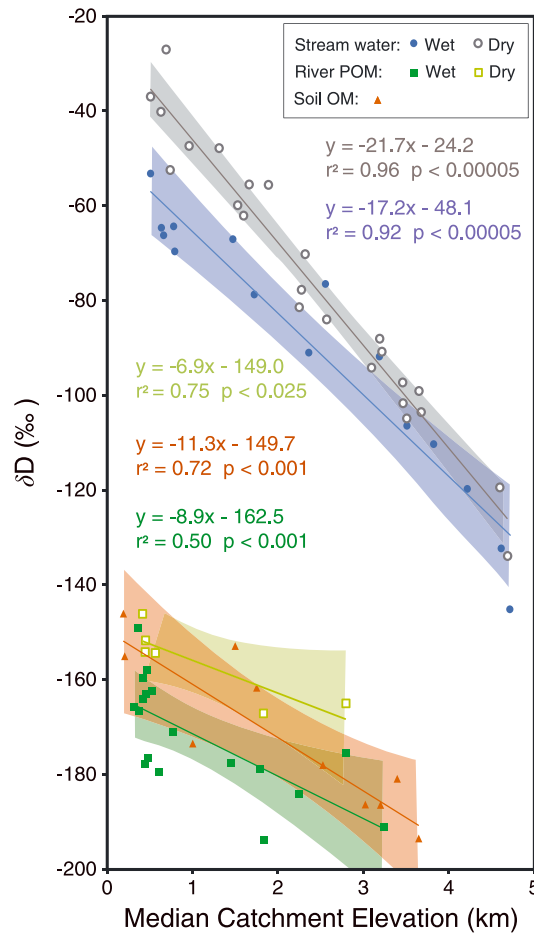 Stream water: Wet Dry
River POM: Wet Dry
Soil OM:
y = -21.7x - 24.2
r² = 0.96 p < 0.00005
y = -17.2x - 48.1
r² = 0.92 p < 0.00005
y = -6.9x - 149.0
r² = 0.75 p < 0.025
y = -11.3x - 149.7
r² = 0.72 p < 0.001
y = -8.9x - 162.5
r² = 0.50 p < 0.001
δD (‰)
-20
-40
-60
-80
-100
-120
-140
-160
-180
-200
0 1 2 3 4 5
Median Catchment Elevation (km)